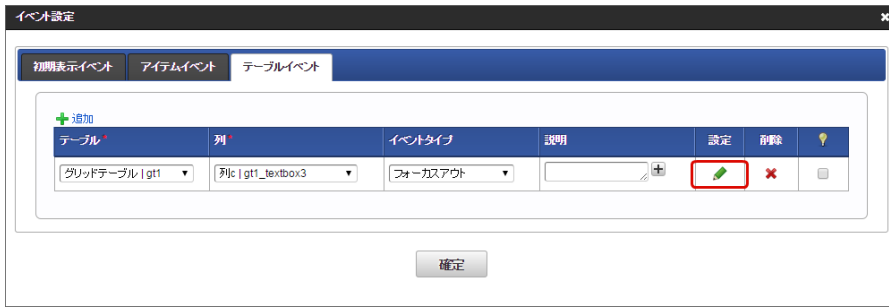 イベント設定
初期表示イベント アイテムイベント テーブルイベント
追加
テーブル* 列* イベントタイプ 説明 設定 削除
グリッドテーブル | gt1 列c | gt1_textbox3 フォーカスアウト
確定